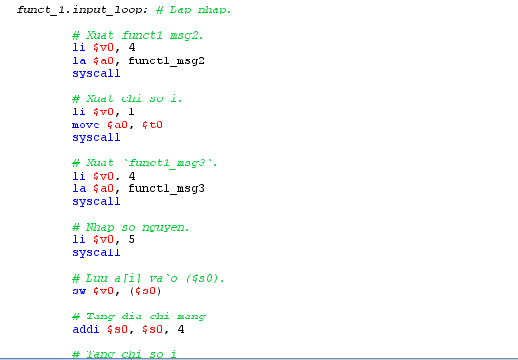 funct_1.input_loop: # Lap nhap.
# Xuat funct1 msg2.
li $v0, 4
la $a0, funct1_msg2
syscall
# Xuat chi so i.
li $v0, 1
move $a0, $t0
syscall
# Xuat `funct1_msg3`.
li $v0, 4
la $a0, funct1_msg3
syscall
# Nhap so nguyen.
li $v0, 5
syscall
# Luu a[i] va`o ($s0).
sw $v0, ($s0)
# Tang dia chi mang
addi $s0, $s0, 4
# Tang chi so i